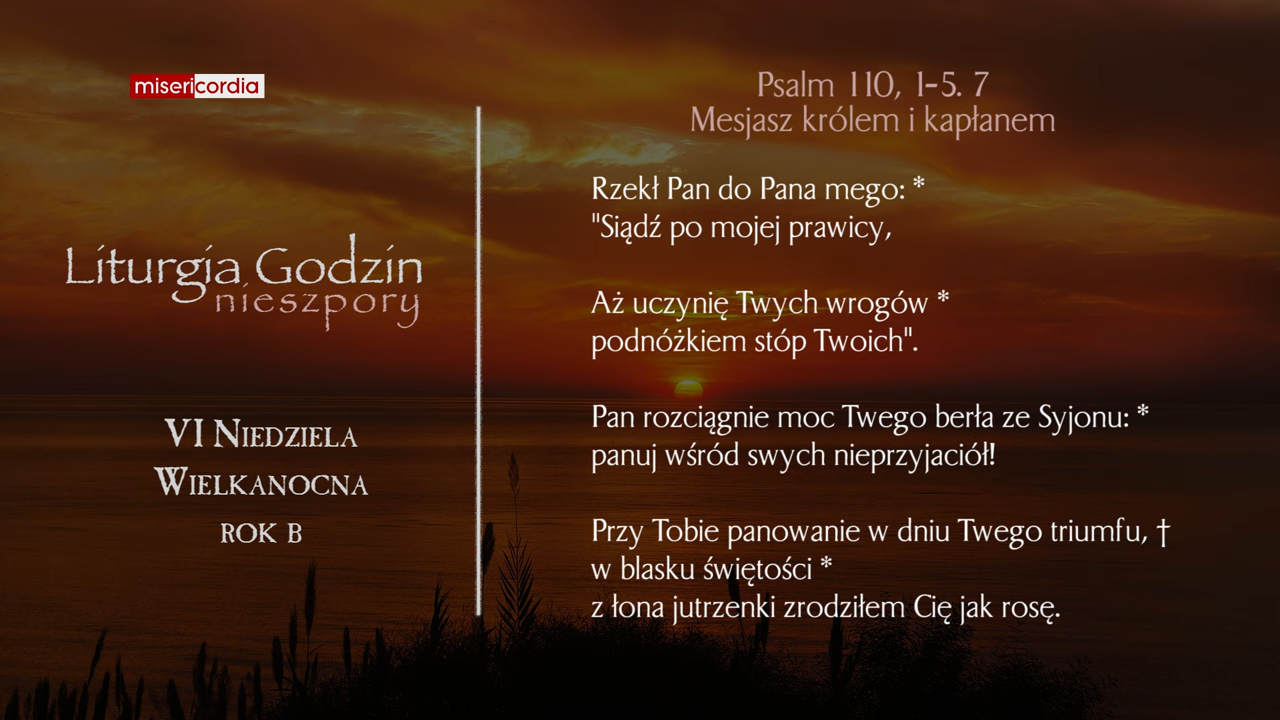 misericordia
Liturgia Godzin
nieszpory
VI Niedziela
Wielkanocna
rok B
Psalm 110, 1-5. 7
Mesjasz królem i kapłanem
Rzekł Pan do Pana mego: *
"Siądź po mojej prawicy,
Aż uczynię Twych wrogów *
podnóżkiem stóp Twoich".
Pan rozciągnie moc Twego berła ze Syjonu: *
panuj wśród swych nieprzyjaciół!
Przy Tobie panowanie w dniu Twego triumfu, †
w blasku świętości *
z łona jutrzenki zrodziłem Cię jak rosę.